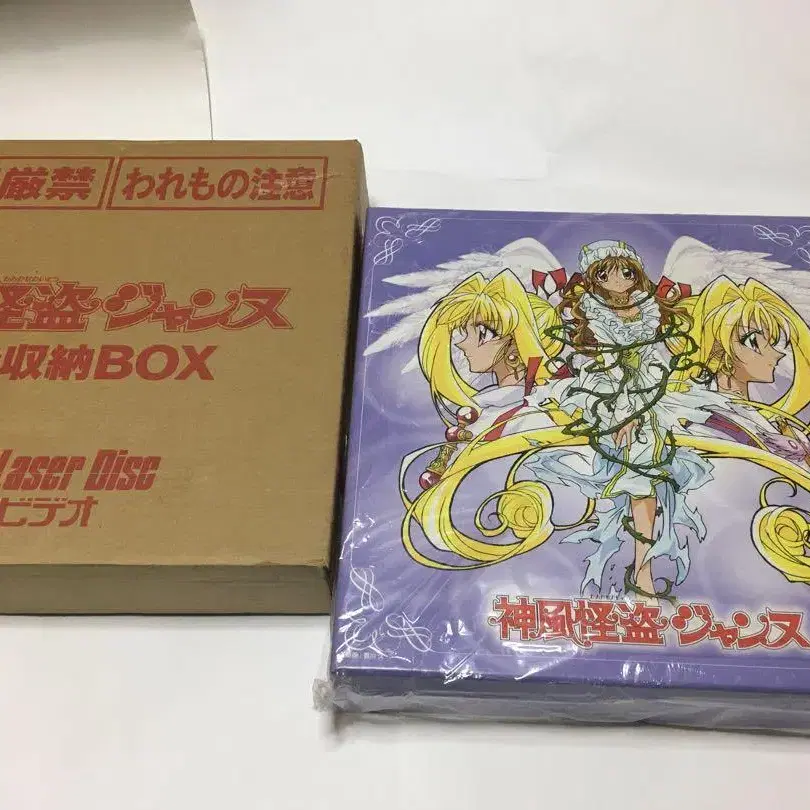 厳禁 われもの注意
怪盗・ジャンヌ
収納BOX
Laser Disc
ビデオ
神風怪盗・ジャンヌ